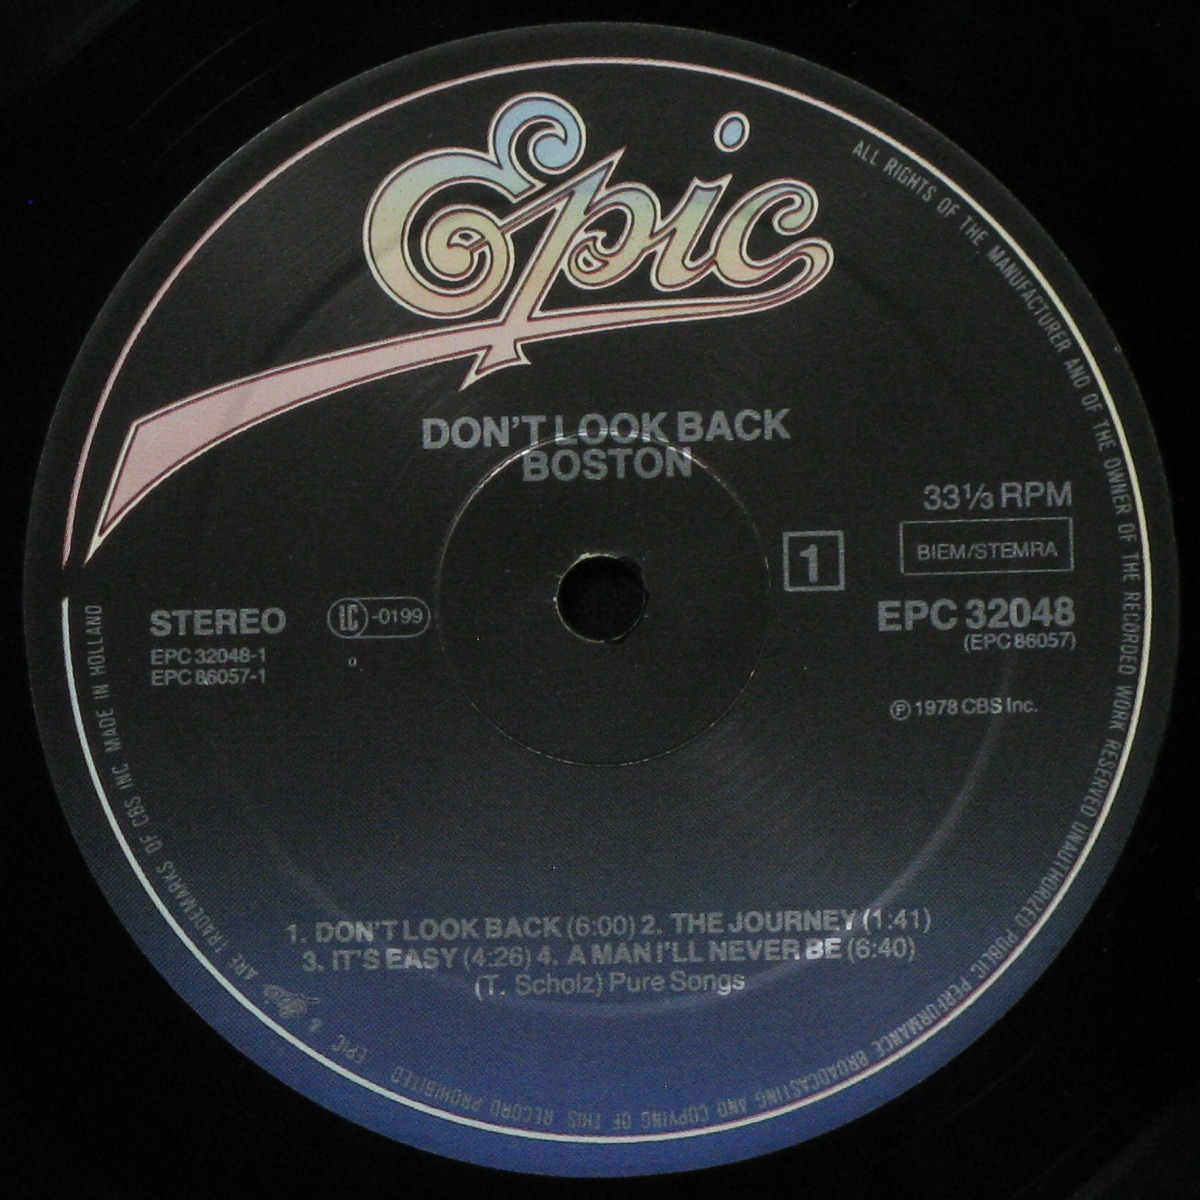 Epic
DON'T LOOK BACK
BOSTON
33⅓ RPM
BIEM/STEMRA
1
STEREO
LC-0199
EPC 32048
(EPC 86057)
EPC 32048-1
EPC 86057-1
℗ 1978 CBS Inc.
1. DON'T LOOK BACK (6:00) 2. THE JOURNEY (1:41)
3. IT'S EASY (4:26) 4. A MAN I'LL NEVER BE (6:40)
(T. Scholz) Pure Songs
ALL RIGHTS OF THE MANUFACTURER AND OF THE OWNER OF THE RECORDED WORK RESERVED UNAUTHORIZED PUBLIC PERFORMANCE BROADCASTING AND COPYING OF THIS RECORD PROHIBITED
EPIC & Epic ARE TRADEMARKS OF CBS INC. MADE IN HOLLAND